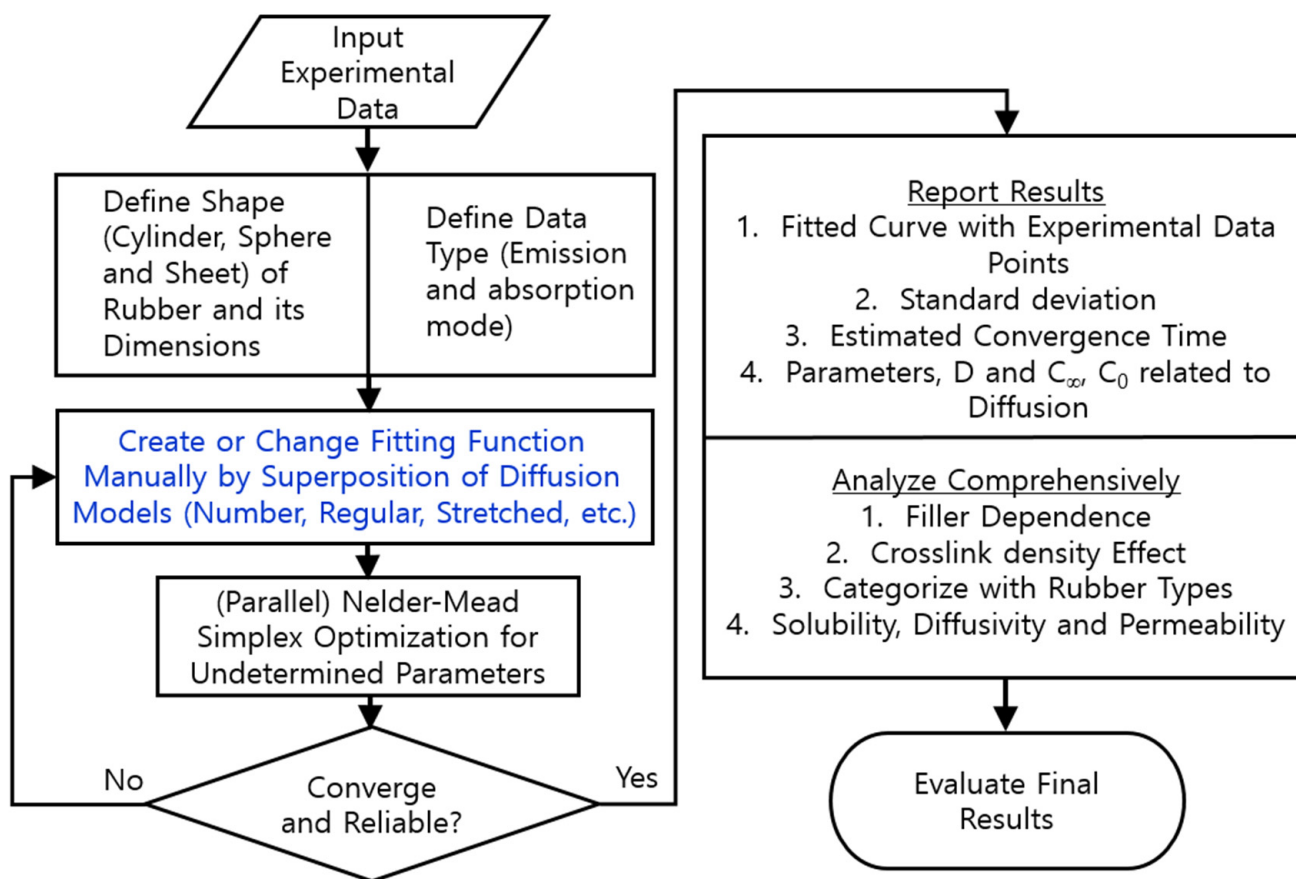 Input
Experimental
Data
Define Shape
(Cylinder, Sphere
and Sheet) of
Rubber and its
Dimensions
Define Data
Type (Emission
and absorption
mode)
Create or Change Fitting Function
Manually by Superposition of Diffusion
Models (Number, Regular, Stretched, etc.)
(Parallel) Nelder-Mead
Simplex Optimization for
Undetermined Parameters
Converge
and Reliable?
No
Yes
Report Results
1. Fitted Curve with Experimental Data
Points
2. Standard deviation
3. Estimated Convergence Time
4. Parameters, D and C∞, C₀ related to
Diffusion
Analyze Comprehensively
1. Filler Dependence
2. Crosslink density Effect
3. Categorize with Rubber Types
4. Solubility, Diffusivity and Permeability
Evaluate Final
Results